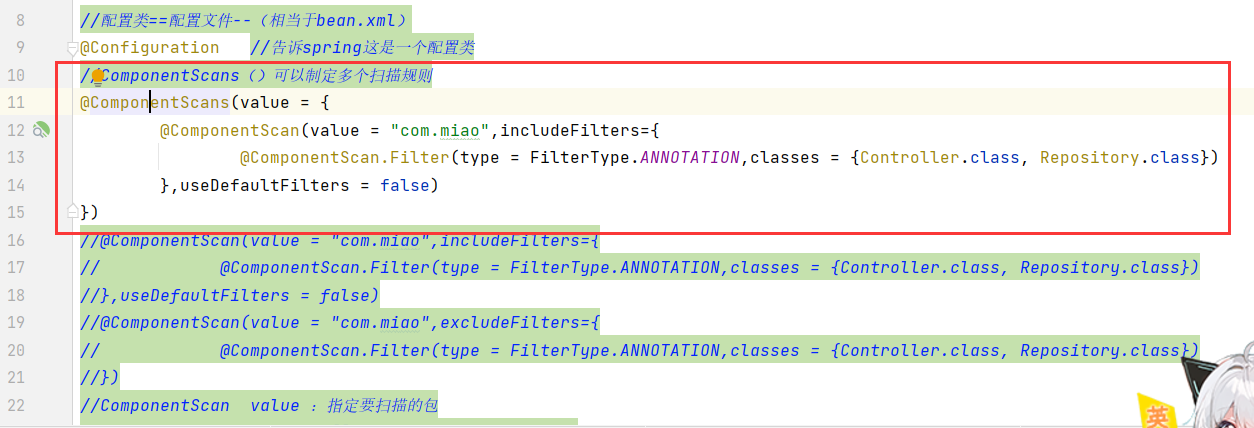 8 //配置类==配置文件--（相当于bean.xml）
9 @Configuration //告诉spring这是一个配置类
10 //ComponentScans（）可以制定多个扫描规则
11 @ComponentScans(value = {
12 @ComponentScan(value = "com.miao",includeFilters={
13 @ComponentScan.Filter(type = FilterType.ANNOTATION,classes = {Controller.class, Repository.class})
14 },useDefaultFilters = false)
15 })
16 //@ComponentScan(value = "com.miao",includeFilters={
17 // @ComponentScan.Filter(type = FilterType.ANNOTATION,classes = {Controller.class, Repository.class})
18 //},useDefaultFilters = false)
19 //@ComponentScan(value = "com.miao",excludeFilters={
20 // @ComponentScan.Filter(type = FilterType.ANNOTATION,classes = {Controller.class, Repository.class})
21 //})
22 //ComponentScan value ：指定要扫描的包
英